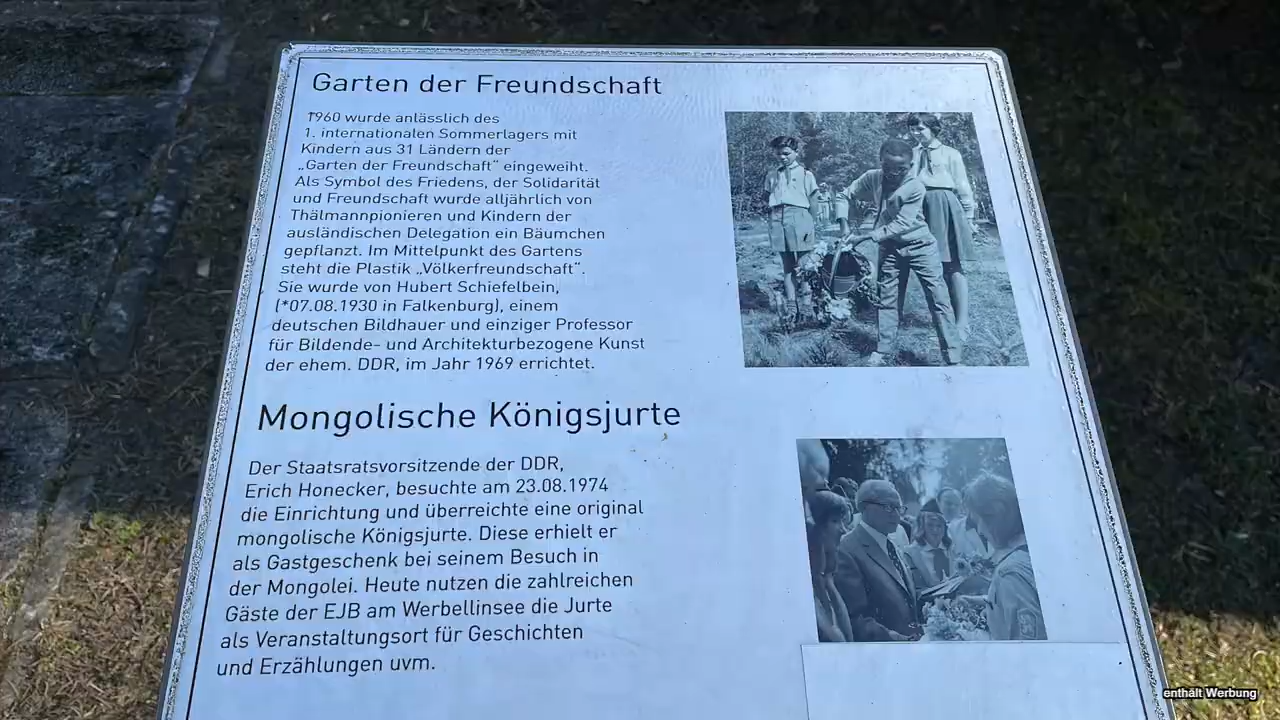 Garten der Freundschaft
1960 wurde anlässlich des
1. internationalen Sommerlagers mit
Kindern aus 31 Ländern der
„Garten der Freundschaft“ eingeweiht.
Als Symbol des Friedens, der Solidarität
und Freundschaft wurde alljährlich von
Thälmannpionieren und Kindern der
ausländischen Delegation ein Bäumchen
gepflanzt. Im Mittelpunkt des Gartens
steht die Plastik „Völkerfreundschaft“.
Sie wurde von Hubert Schiefelbein,
(*07.08.1930 in Falkenburg), einem
deutschen Bildhauer und einziger Professor
für Bildende- und Architekturbezogene Kunst
der ehem. DDR, im Jahr 1969 errichtet.
Mongolische Königsjurte
Der Staatsratsvorsitzende der DDR,
Erich Honecker, besuchte am 23.08.1974
die Einrichtung und überreichte eine original
mongolische Königsjurte. Diese erhielt er
als Gastgeschenk bei seinem Besuch in
der Mongolei. Heute nutzen die zahlreichen
Gäste der EJB am Werbellinsee die Jurte
als Veranstaltungsort für Geschichten
und Erzählungen uvm.
enthält Werbung